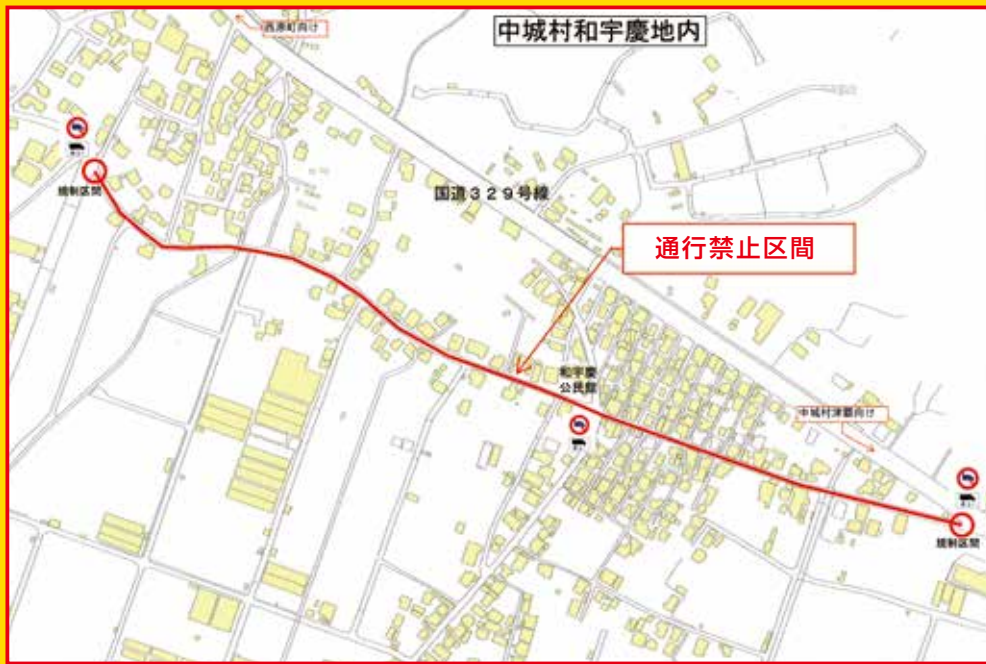 西原町向け
中城村和宇慶地内
規制区間
国道329号線
通行禁止区間
和宇慶
公民館
中城村津覇向け
規制区間